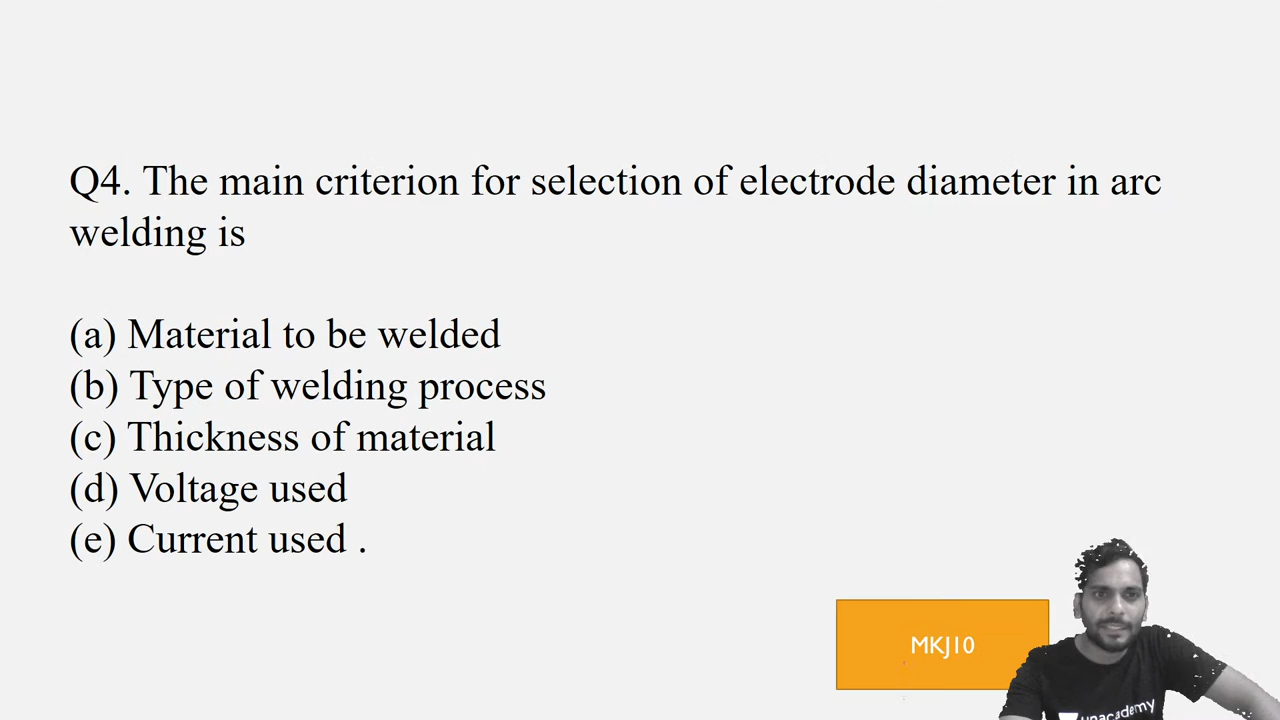 Q4. The main criterion for selection of electrode diameter in arc
welding is
(a) Material to be welded
(b) Type of welding process
(c) Thickness of material
(d) Voltage used
(e) Current used .
MKJ10
unacademy